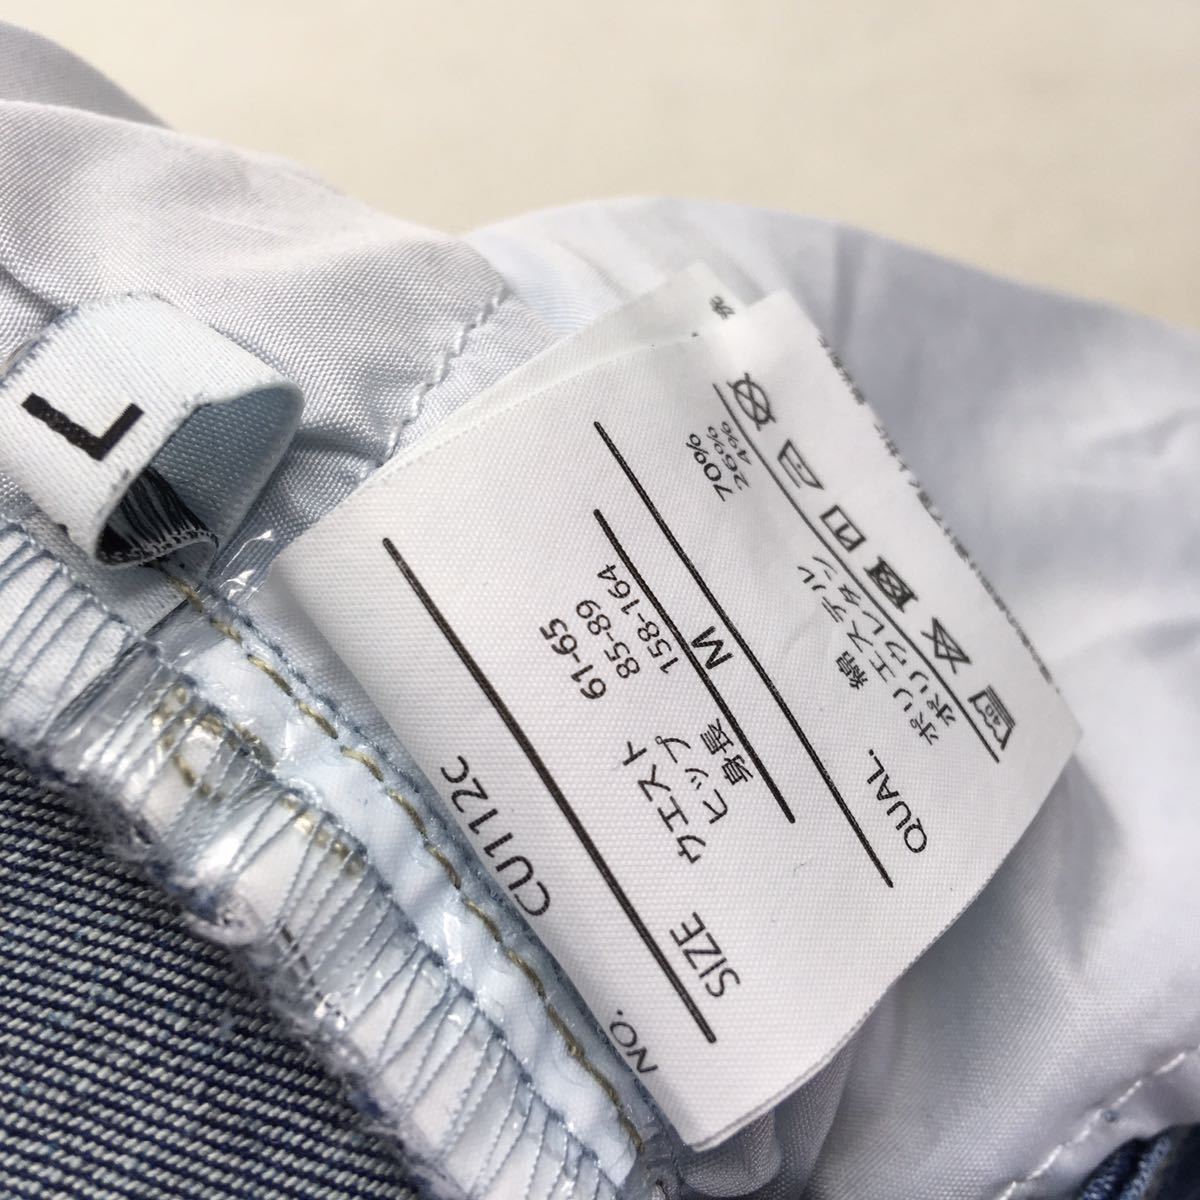 L
NO. CU112C
SIZE ウエスト 61-65
ヒップ 85-89
身長 158-164
M
QUAL. 綿 70%
ポリエステル 26%
ポリウレタン 4%
40